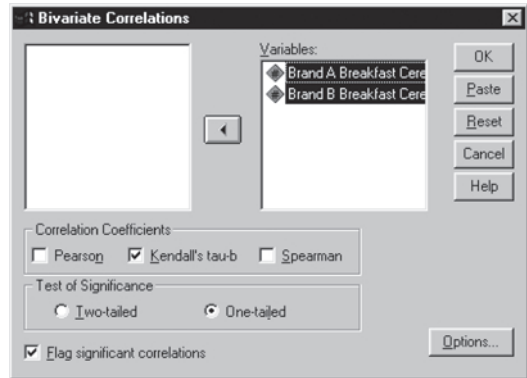 Bivariate Correlations
Variables:
Brand A Breakfast Cere
Brand B Breakfast Cere
OK
Paste
Reset
Cancel
Help
Correlation Coefficients
Pearson Kendall's tau-b Spearman
Test of Significance
Two-tailed One-tailed
Flag significant correlations
Options...